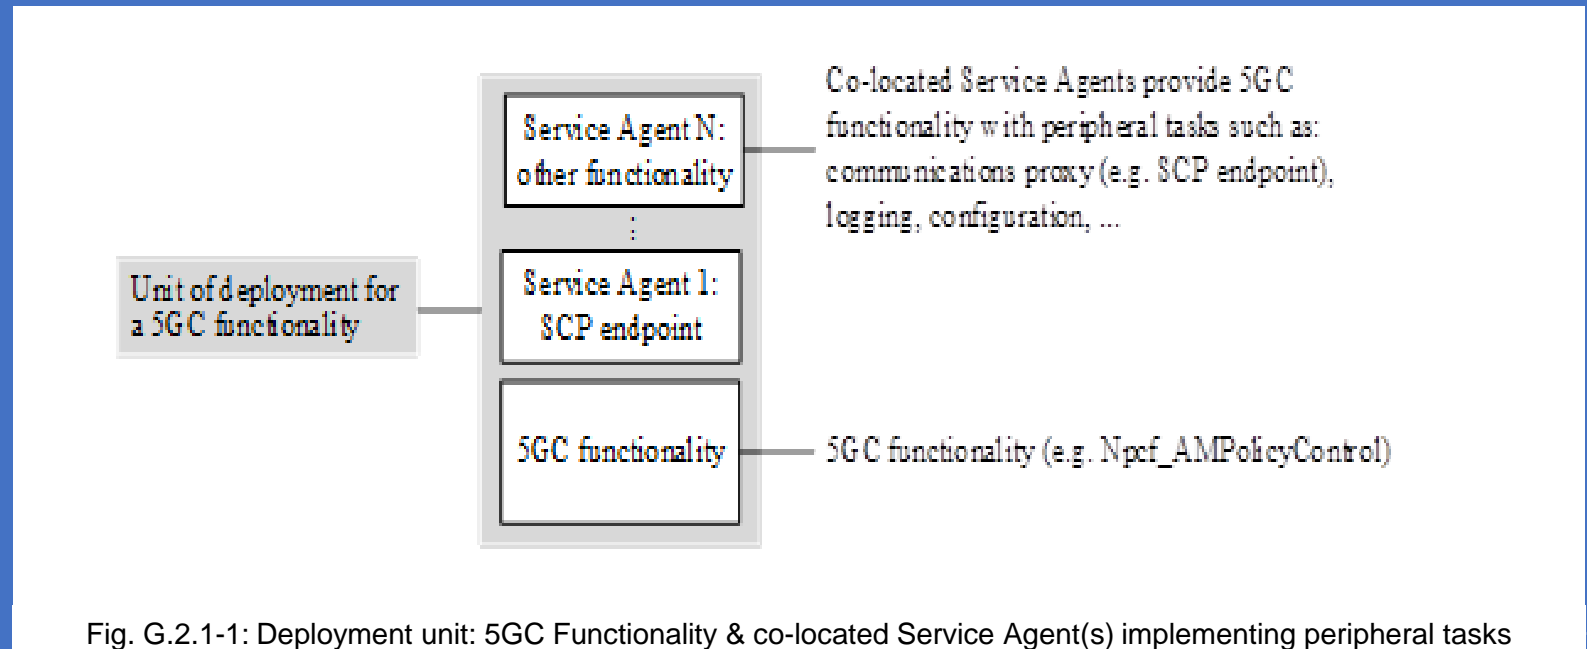 Co-located Service Agents provide 5GC
functionality with peripheral tasks such as:
communications proxy (e.g. SCP endpoint),
logging, configuration, ...
Service Agent N:
other functionality
⋮
Service Agent 1:
SCP endpoint
Unit of deployment for
a 5GC functionality
5GC functionality
5GC functionality (e.g. Npcf_AMPolicyControl)
Fig. G.2.1-1: Deployment unit: 5GC Functionality & co-located Service Agent(s) implementing peripheral tasks